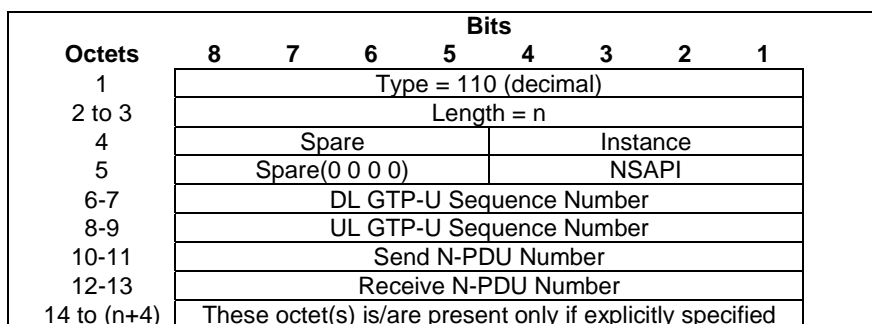 Bits
Octets 8 7 6 5 4 3 2 1
1 Type = 110 (decimal)
2 to 3 Length = n
4 Spare Instance
5 Spare(0 0 0 0) NSAPI
6-7 DL GTP-U Sequence Number
8-9 UL GTP-U Sequence Number
10-11 Send N-PDU Number
12-13 Receive N-PDU Number
14 to (n+4) These octet(s) is/are present only if explicitly specified